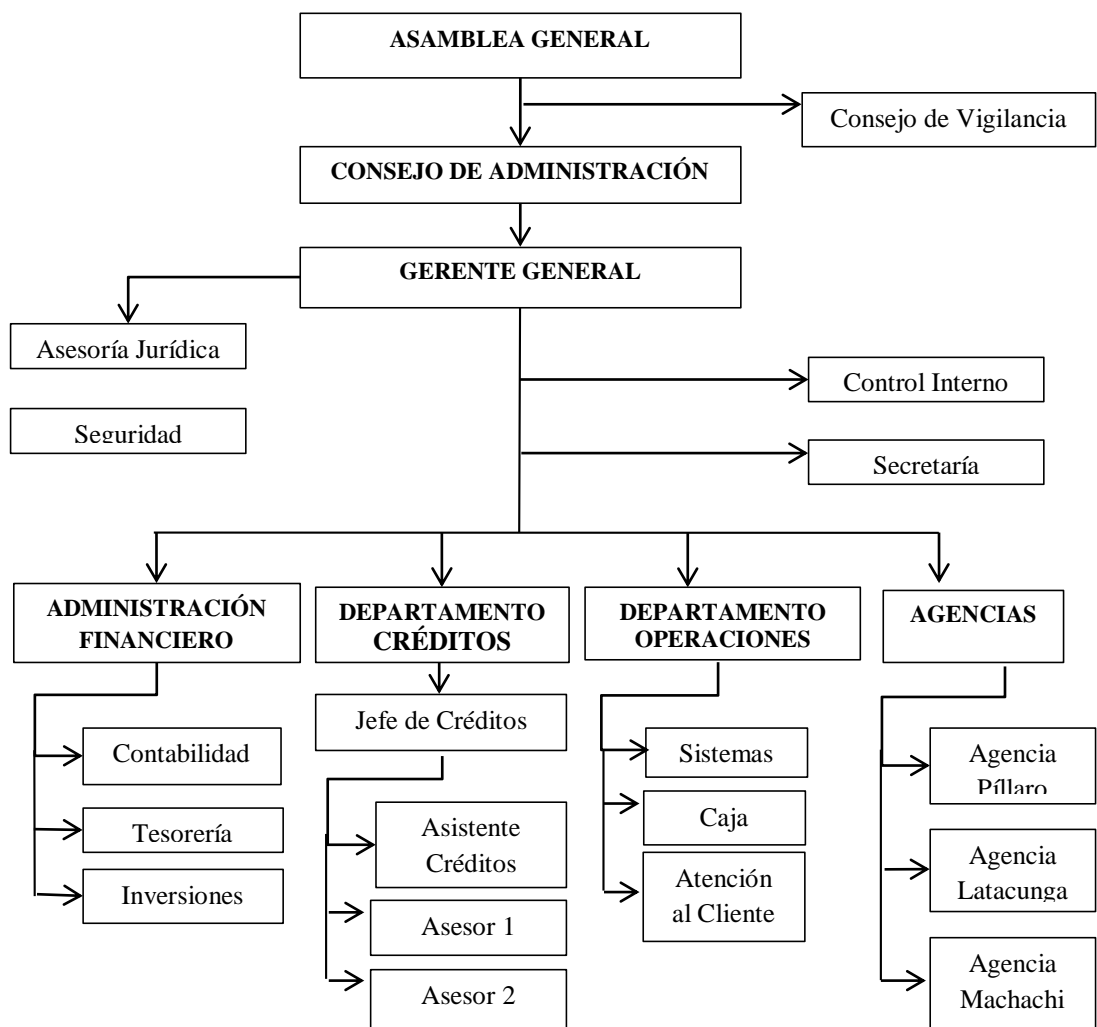 ASAMBLEA GENERAL
Consejo de Vigilancia
CONSEJO DE ADMINISTRACIÓN
GERENTE GENERAL
Asesoría Jurídica
Control Interno
Seguridad
Secretaría
ADMINISTRACIÓN
FINANCIERO
DEPARTAMENTO
CRÉDITOS
DEPARTAMENTO
OPERACIONES
AGENCIAS
Contabilidad
Tesorería
Inversiones
Jefe de Créditos
Asistente
Créditos
Asesor 1
Asesor 2
Sistemas
Caja
Atención
al Cliente
Agencia
Píllaro
Agencia
Latacunga
Agencia
Machachi